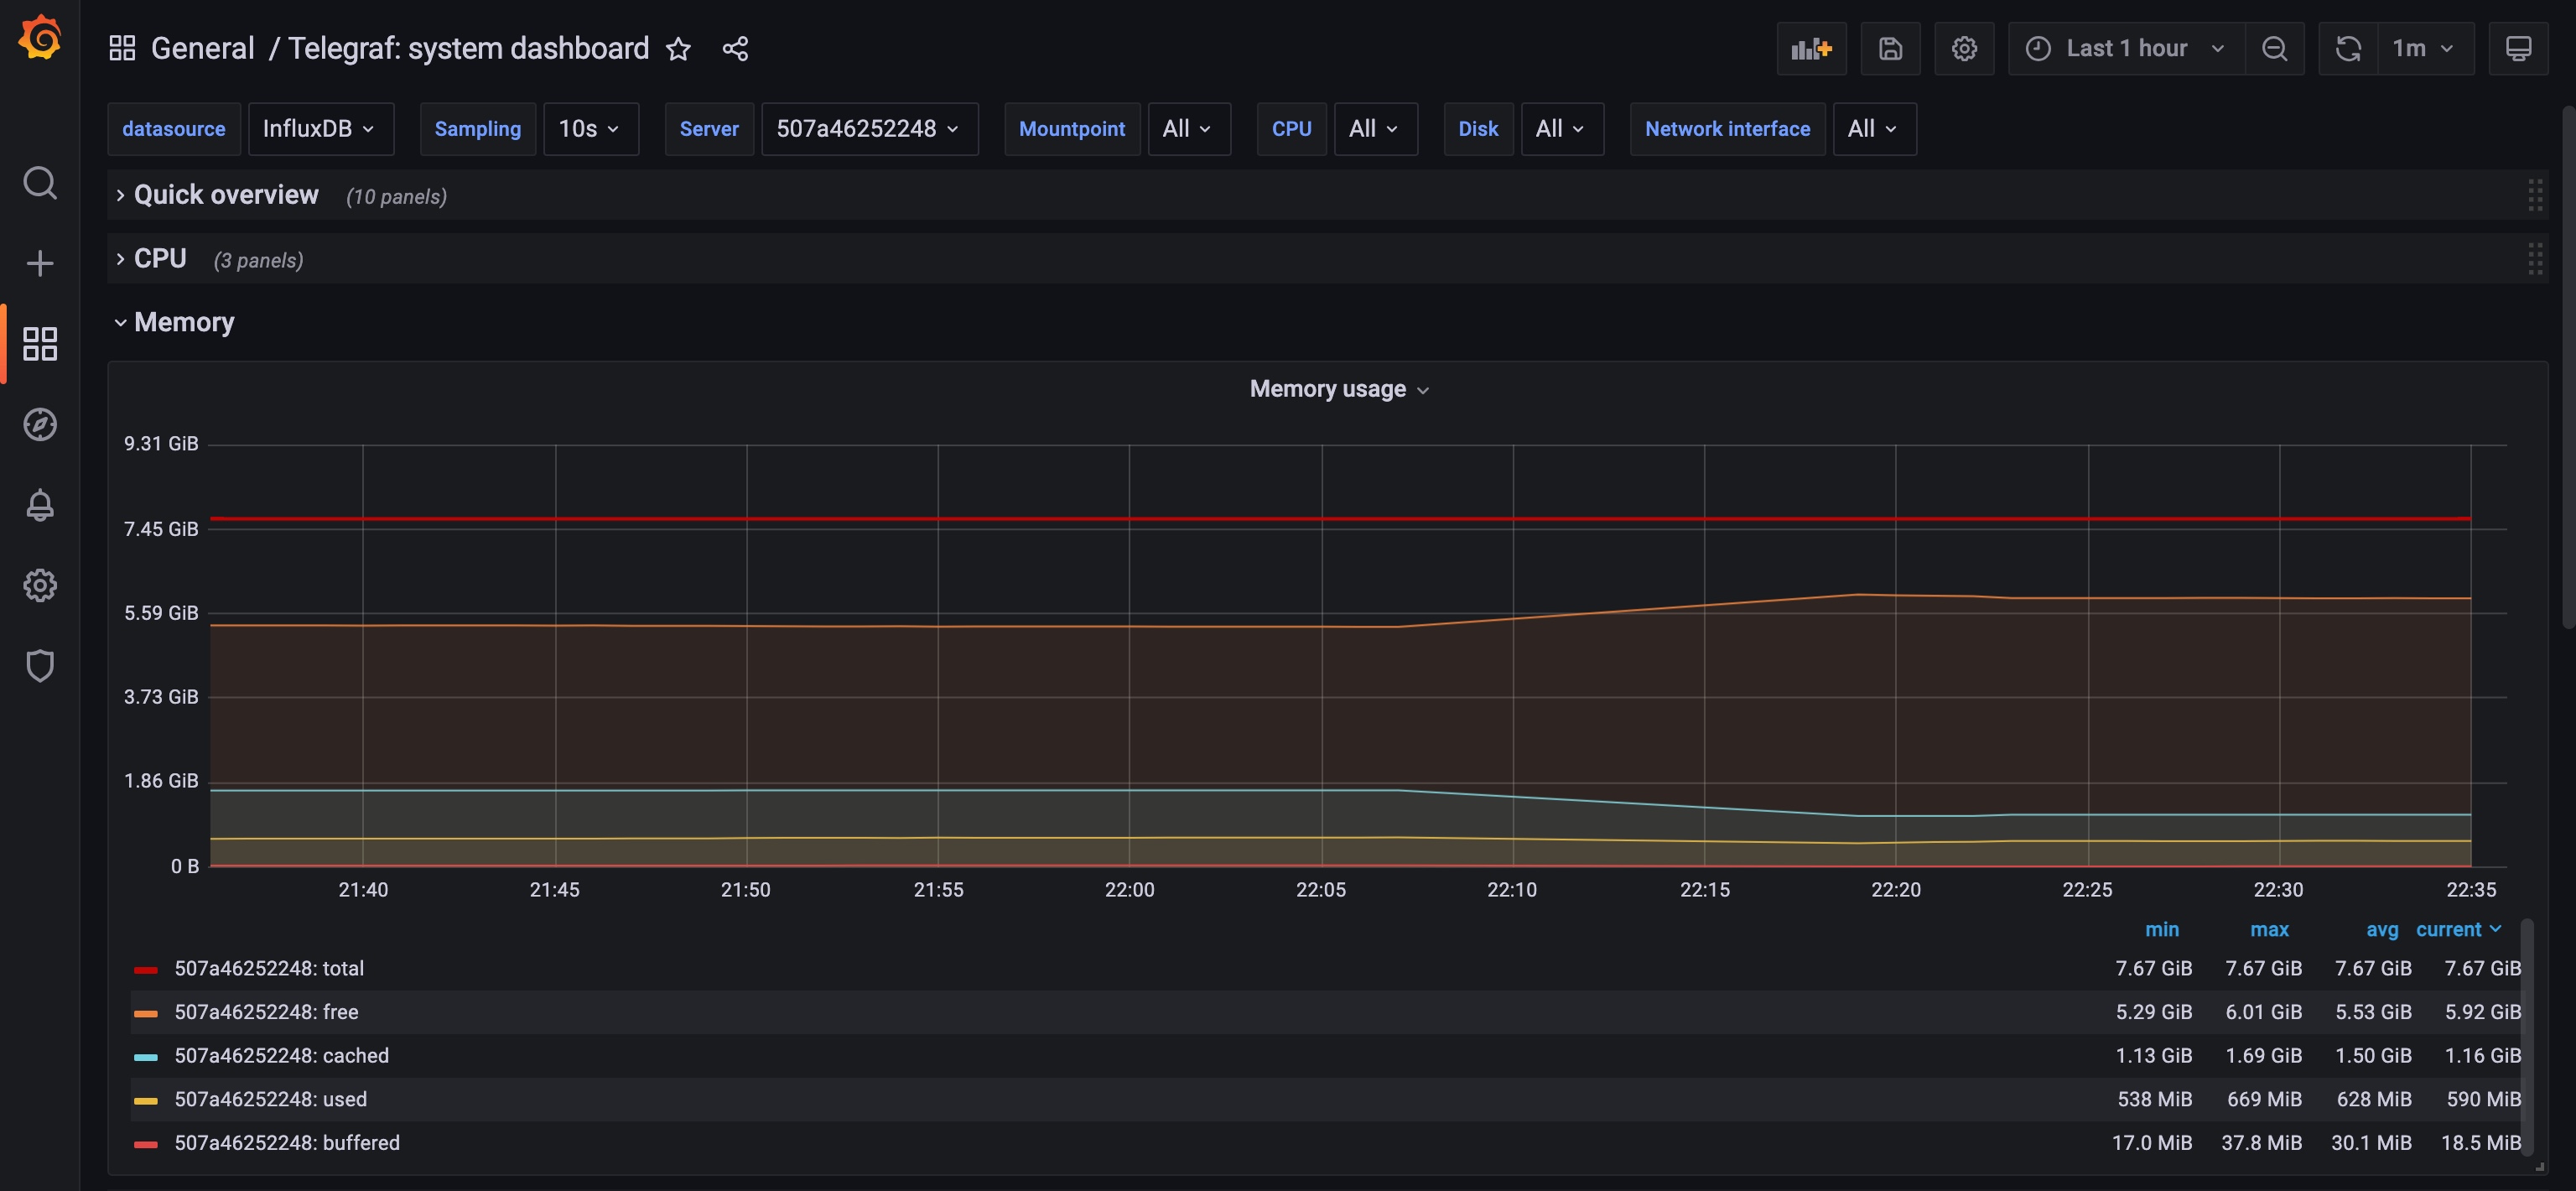 General / Telegraf: system dashboard
Last 1 hour
1m
datasource InfluxDB Sampling 10s Server 507a46252248 Mountpoint All CPU All Disk All Network interface All
Quick overview (10 panels)
CPU (3 panels)
Memory
Memory usage
9.31 GiB
7.45 GiB
5.59 GiB
3.73 GiB
1.86 GiB
0 B
21:40 21:45 21:50 21:55 22:00 22:05 22:10 22:15 22:20 22:25 22:30 22:35
min max avg current
507a46252248: total 7.67 GiB 7.67 GiB 7.67 GiB 7.67 GiB
507a46252248: free 5.29 GiB 6.01 GiB 5.53 GiB 5.92 GiB
507a46252248: cached 1.13 GiB 1.69 GiB 1.50 GiB 1.16 GiB
507a46252248: used 538 MiB 669 MiB 628 MiB 590 MiB
507a46252248: buffered 17.0 MiB 37.8 MiB 30.1 MiB 18.5 MiB